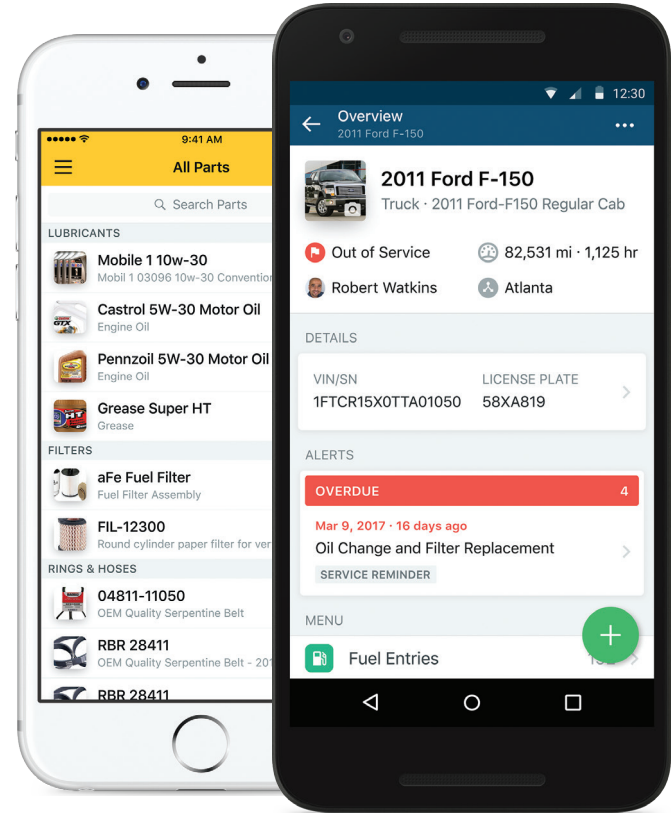 9:41 AM
All Parts
Search Parts
LUBRICANTS
Mobile 1 10w-30
Mobil 1 03096 10w-30 Convention
Castrol 5W-30 Motor Oil
Engine Oil
GTX
Pennzoil 5W-30 Motor Oil
Engine Oil
Grease Super HT
Grease
HT
FILTERS
aFe Fuel Filter
Fuel Filter Assembly
FIL-12300
Round cylinder paper filter for ver
RINGS & HOSES
04811-11050
OEM Quality Serpentine Belt
RBR 28411
OEM Quality Serpentine Belt - 201
RBR 28411
12:30
Overview
2011 Ford F-150
2011 Ford F-150
Truck · 2011 Ford-F150 Regular Cab
Out of Service
82,531 mi · 1,125 hr
Robert Watkins
Atlanta
DETAILS
VIN/SN LICENSE PLATE
1FTCR15X0TTA01050 58XA819
ALERTS
OVERDUE 4
Mar 9, 2017 · 16 days ago
Oil Change and Filter Replacement
SERVICE REMINDER
MENU
Fuel Entries